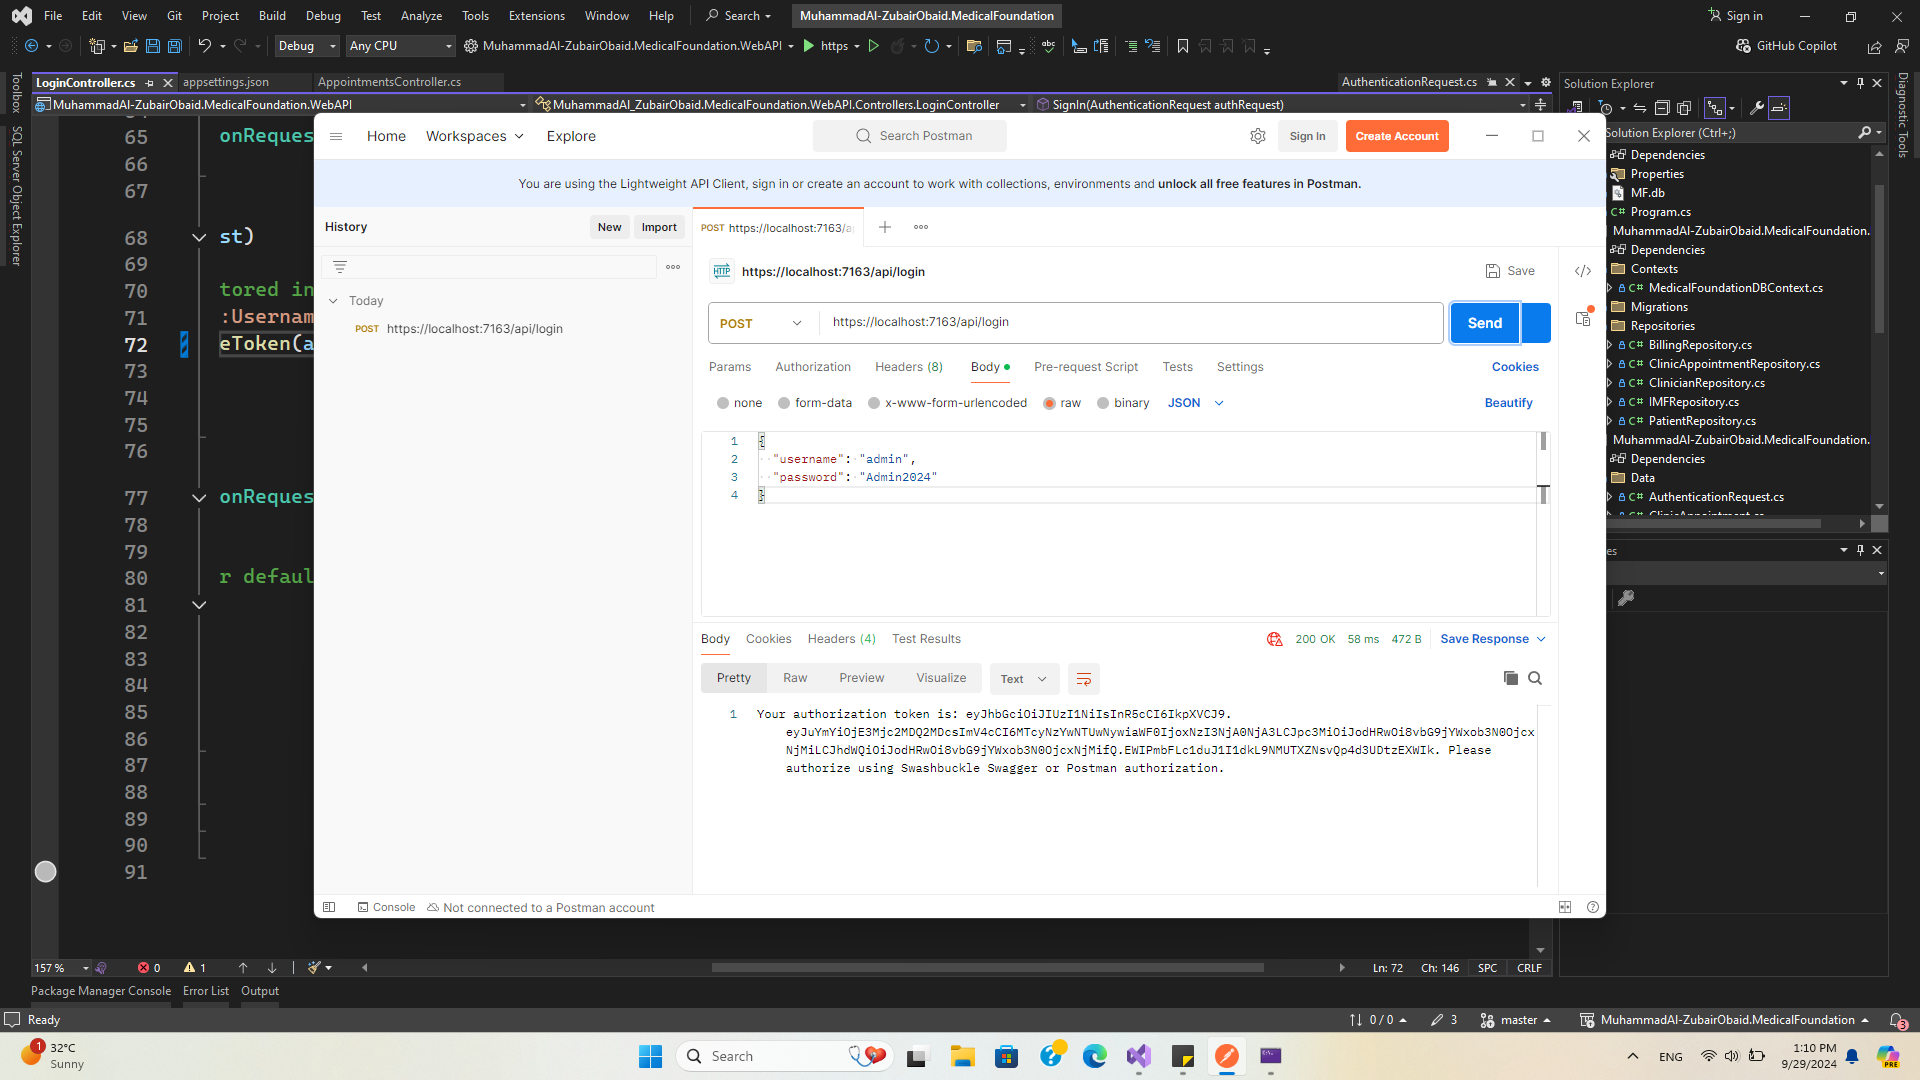 File Edit View Git Project Build Debug Test Analyze Tools Extensions Window Help Search MuhammadAl-ZubairObaid.MedicalFoundation Sign in
Debug Any CPU MuhammadAl-ZubairObaid.MedicalFoundation.WebAPI https GitHub Copilot
LoginController.cs appsettings.json AppointmentsController.cs AuthenticationRequest.cs
MuhammadAl-ZubairObaid.MedicalFoundation.WebAPI MuhammadAl_ZubairObaid.MedicalFoundation.WebAPI.Controllers.LoginController SignIn(AuthenticationRequest authRequest)
Toolbox
SQL Server Object Explorer
65 onReques
66
67
68 st)
69
70 tored in
71 :Usernam
72 eToken(a
73
74
75
76
77 onReques
78
79
80 r defaul
81
82
83
84
85
86
87
88
89
90
91
Home Workspaces Explore Search Postman Sign In Create Account
You are using the Lightweight API Client, sign in or create an account to work with collections, environments and unlock all free features in Postman.
History New Import
Today
POST https://localhost:7163/api/login
POST https://localhost:7163/a
HTTP https://localhost:7163/api/login Save
POST https://localhost:7163/api/login Send
Params Authorization Headers (8) Body Pre-request Script Tests Settings Cookies
none form-data x-www-form-urlencoded raw binary JSON Beautify
1 {
2 "username": "admin",
3 "password": "Admin2024"
4 }
Body Cookies Headers (4) Test Results 200 OK 58 ms 472 B Save Response
Pretty Raw Preview Visualize Text
1 Your authorization token is: eyJhbGciOiJIUzI1NiIsInR5cCI6IkpXVCJ9.
eyJuYmYiOjE3Mjc2MDQ2MDcsImV4cCI6MTcyNzYwNTUwNywiaWF0IjoxNzI3NjA0NjA3LCJpc3MiOiJodHRwOi8vbG9jYWxob3N0Ojcx
NjMiLCJhdWQiOiJodHRwOi8vbG9jYWxob3N0OjcxNjMifQ.EWIPmbFLc1duJ1I1dkL9NMUTXZNsvQp4d3UDtzEXWIk. Please
authorize using Swashbuckle Swagger or Postman authorization.
Console Not connected to a Postman account
Solution Explorer
Solution Explorer (Ctrl+;)
Dependencies
Properties
MF.db
C# Program.cs
MuhammadAl-ZubairObaid.MedicalFoundation.
Dependencies
Contexts
C# MedicalFoundationDBContext.cs
Migrations
Repositories
C# BillingRepository.cs
C# ClinicAppointmentRepository.cs
C# ClinicianRepository.cs
C# IMFRepository.cs
C# PatientRepository.cs
MuhammadAl-ZubairObaid.MedicalFoundation.
Dependencies
Data
C# AuthenticationRequest.cs
C# ClinicAppointment.cs
es
Diagnostic Tools
157 % 0 1 Ln: 72 Ch: 146 SPC CRLF
Package Manager Console Error List Output
Ready 0 / 0 3 master MuhammadAl-ZubairObaid.MedicalFoundation 3
1 32°C
Sunny
Search
PRE
ENG
1:10 PM
9/29/2024